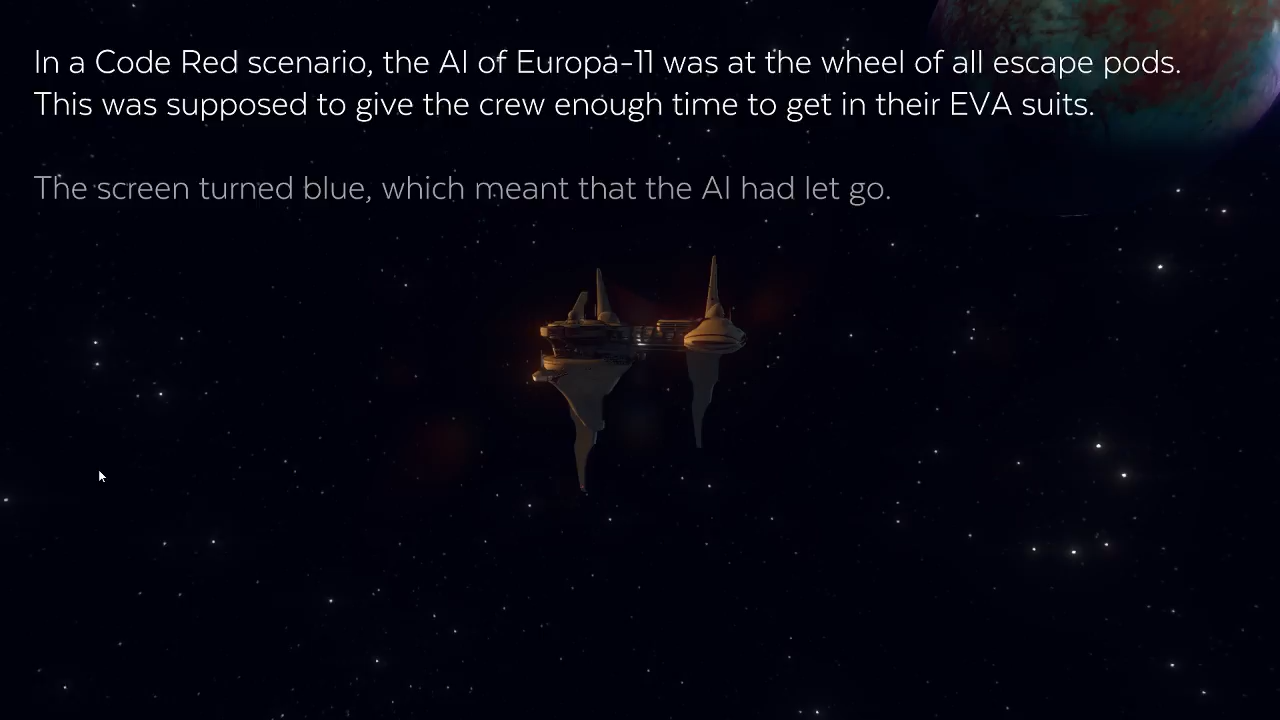 In a Code Red scenario, the AI of Europa-11 was at the wheel of all escape pods.
This was supposed to give the crew enough time to get in their EVA suits.
The screen turned blue, which meant that the AI had let go.